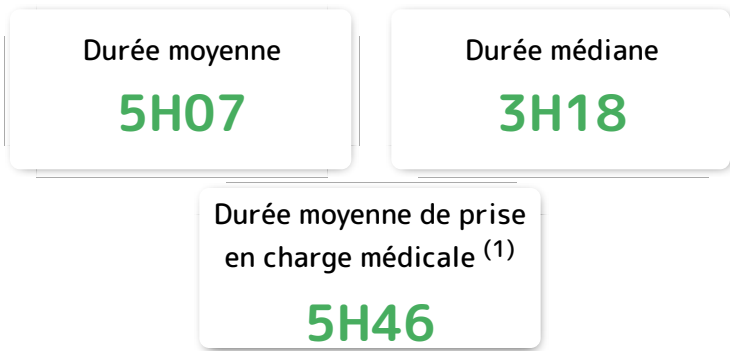 Durée moyenne
5H07
Durée médiane
3H18
Durée moyenne de prise
en charge médicale (1)
5H46